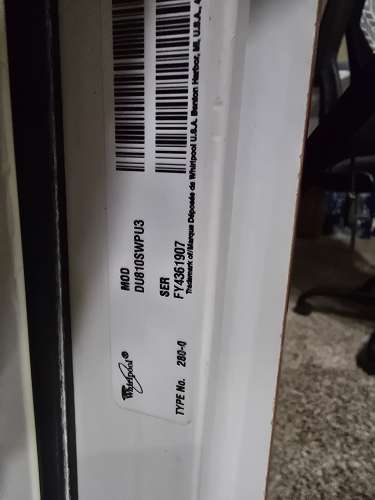 MOD
DU810SWPU3
SER
FY4361907
Trademark of/Marque Déposée de Whirlpool U.S.A. Benton Harbor, MI, U.S.A.
Whirlpool®
TYPE No. 280-0